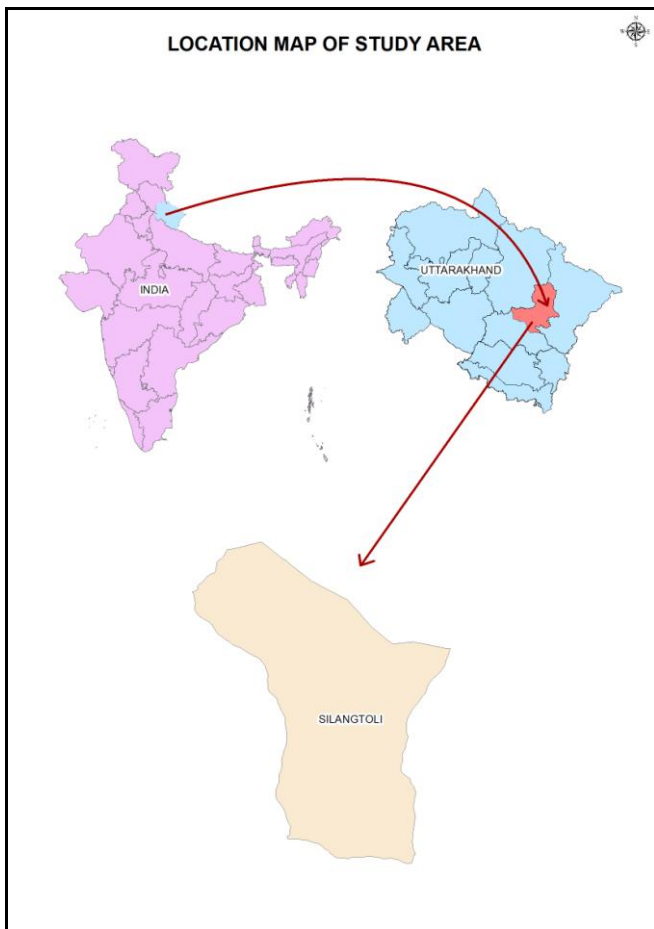 LOCATION MAP OF STUDY AREA
N
W
E
S
UTTARAKHAND
INDIA
SILANGTOLI